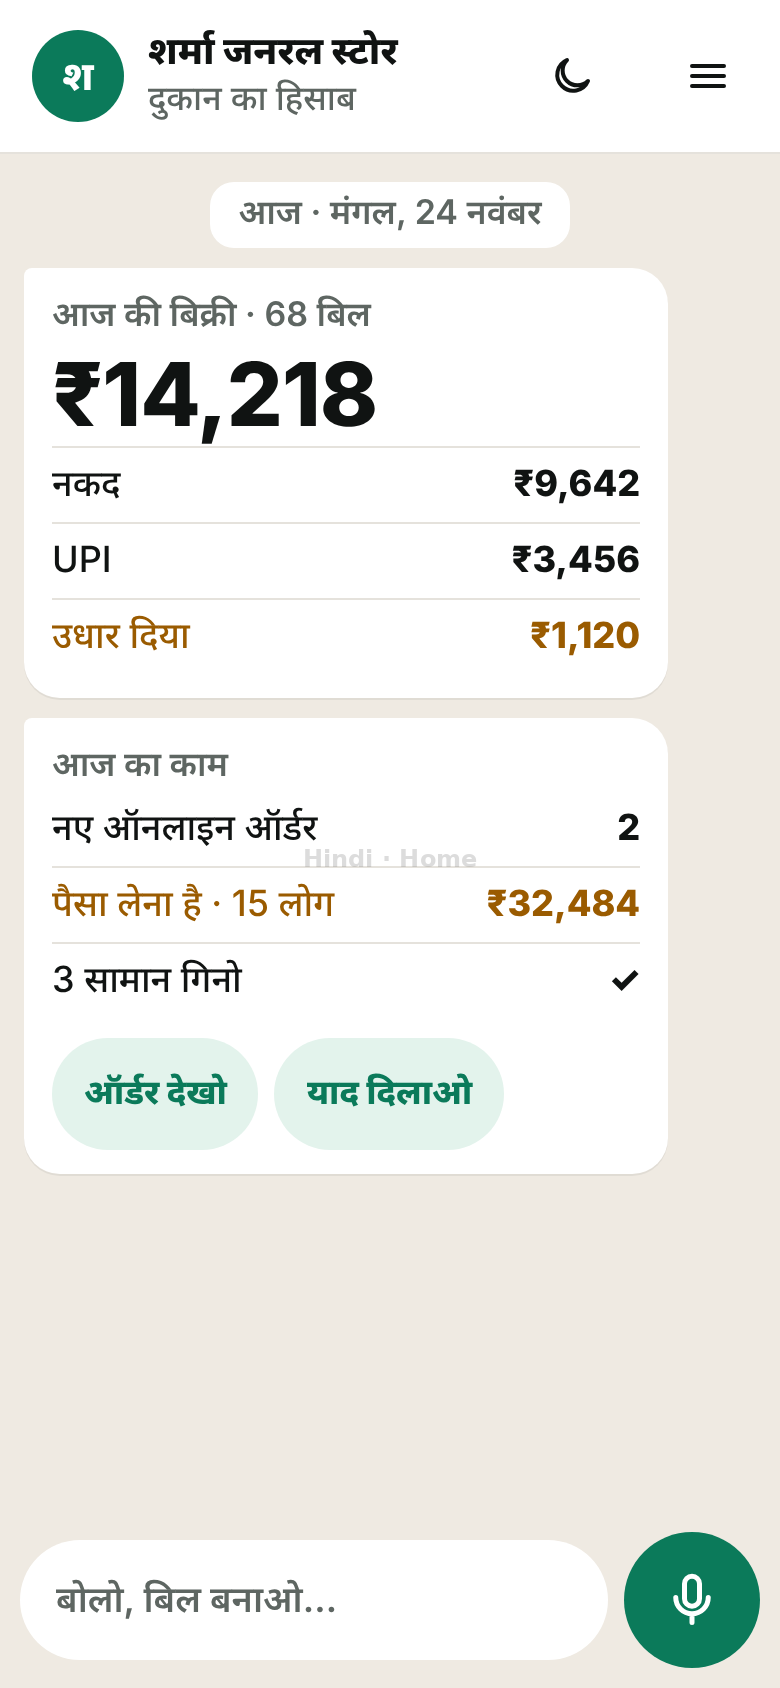 श
शर्मा जनरल स्टोर
दुकान का हिसाब
आज · मंगल, 24 नवंबर
आज की बिक्री · 68 बिल
₹14,218
नकद ₹9,642
UPI ₹3,456
उधार दिया ₹1,120
आज का काम
नए ऑनलाइन ऑर्डर 2
Hindi · Home
पैसा लेना है · 15 लोग ₹32,484
3 सामान गिनो ✓
ऑर्डर देखो याद दिलाओ
बोलो, बिल बनाओ...